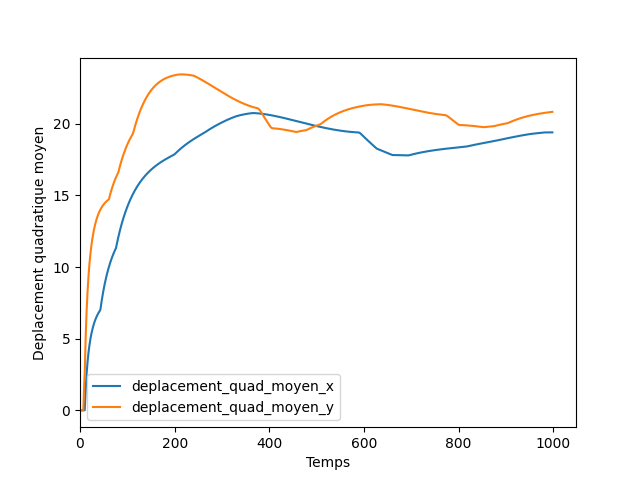 20
15
10
5
0
Deplacement quadratique moyen
deplacement_quad_moyen_x
deplacement_quad_moyen_y
0 200 400 600 800 1000
Temps